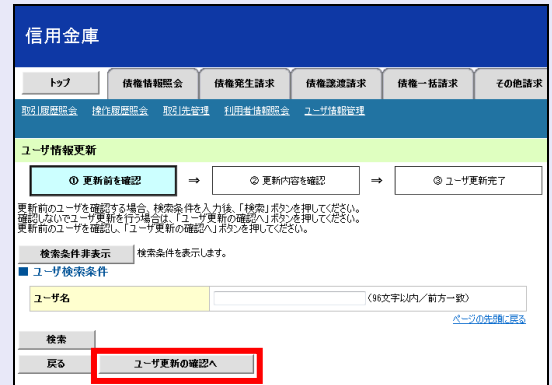 信用金庫
トップ 債権情報照会 債権発生請求 債権譲渡請求 債権一括請求 その他請求
取引履歴照会 操作履歴照会 取引先管理 利用者情報照会 ユーザ情報管理
ユーザ情報更新
① 更新前を確認 ⇒ ② 更新内容を確認 ⇒ ③ ユーザ更新完了
更新前のユーザを確認する場合、検索条件を入力後、「検索」ボタンを押してください。
確認しないでユーザ更新を行う場合は、「ユーザ更新の確認へ」ボタンを押してください。
更新前のユーザを確認し、「ユーザ更新の確認へ」ボタンを押してください。
検索条件非表示 検索条件を表示します。
■ ユーザ検索条件
ユーザ名 (96文字以内／前方一致)
ページの先頭に戻る
検索
戻る ユーザ更新の確認へ